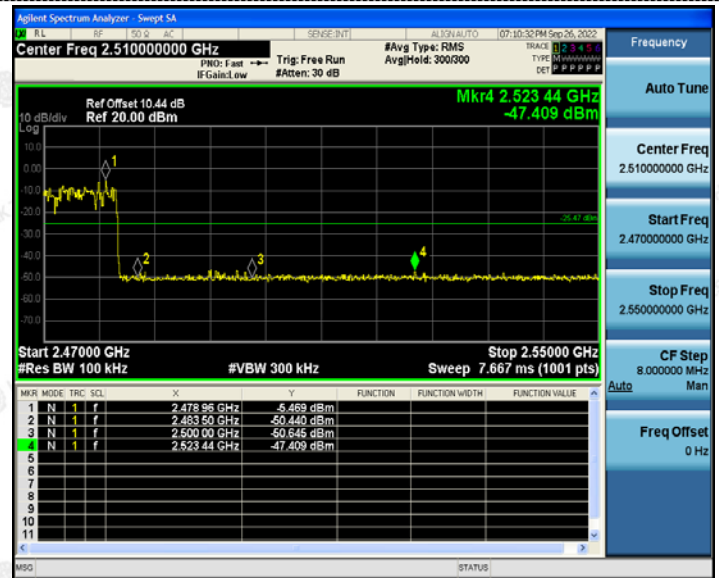 Agilent Spectrum Analyzer - Swept SA
RL RF 50 Ω AC SENSE:INT ALIGN AUTO 07:10:32 PM Sep 26, 2022
Center Freq 2.510000000 GHz
PNO: Fast
IFGain:Low
Trig: Free Run
#Atten: 30 dB
#Avg Type: RMS
Avg|Hold: 300/300
TRACE 1 2 3 4 5 6
TYPE M
DET P P P P P P
Mkr4 2.523 44 GHz
-47.409 dBm
Ref Offset 10.44 dB
10 dB/div Ref 20.00 dBm
Log
10.0
0.00
-10.0
-20.0
-30.0
-40.0
-50.0
-60.0
-70.0
1
2
3
4
-25.47 dBm
Start 2.47000 GHz Stop 2.55000 GHz
#Res BW 100 kHz #VBW 300 kHz Sweep 7.667 ms (1001 pts)
MKR MODE TRC SCL X Y FUNCTION FUNCTION WIDTH FUNCTION VALUE
1 N 1 f 2.478 96 GHz -5.469 dBm
2 N 1 f 2.483 50 GHz -50.440 dBm
3 N 1 f 2.500 00 GHz -50.645 dBm
4 N 1 f 2.523 44 GHz -47.409 dBm
5
6
7
8
9
10
11
MSG STATUS
Frequency
Auto Tune
Center Freq
2.510000000 GHz
Start Freq
2.470000000 GHz
Stop Freq
2.550000000 GHz
CF Step
8.000000 MHz
Auto Man
Freq Offset
0 Hz